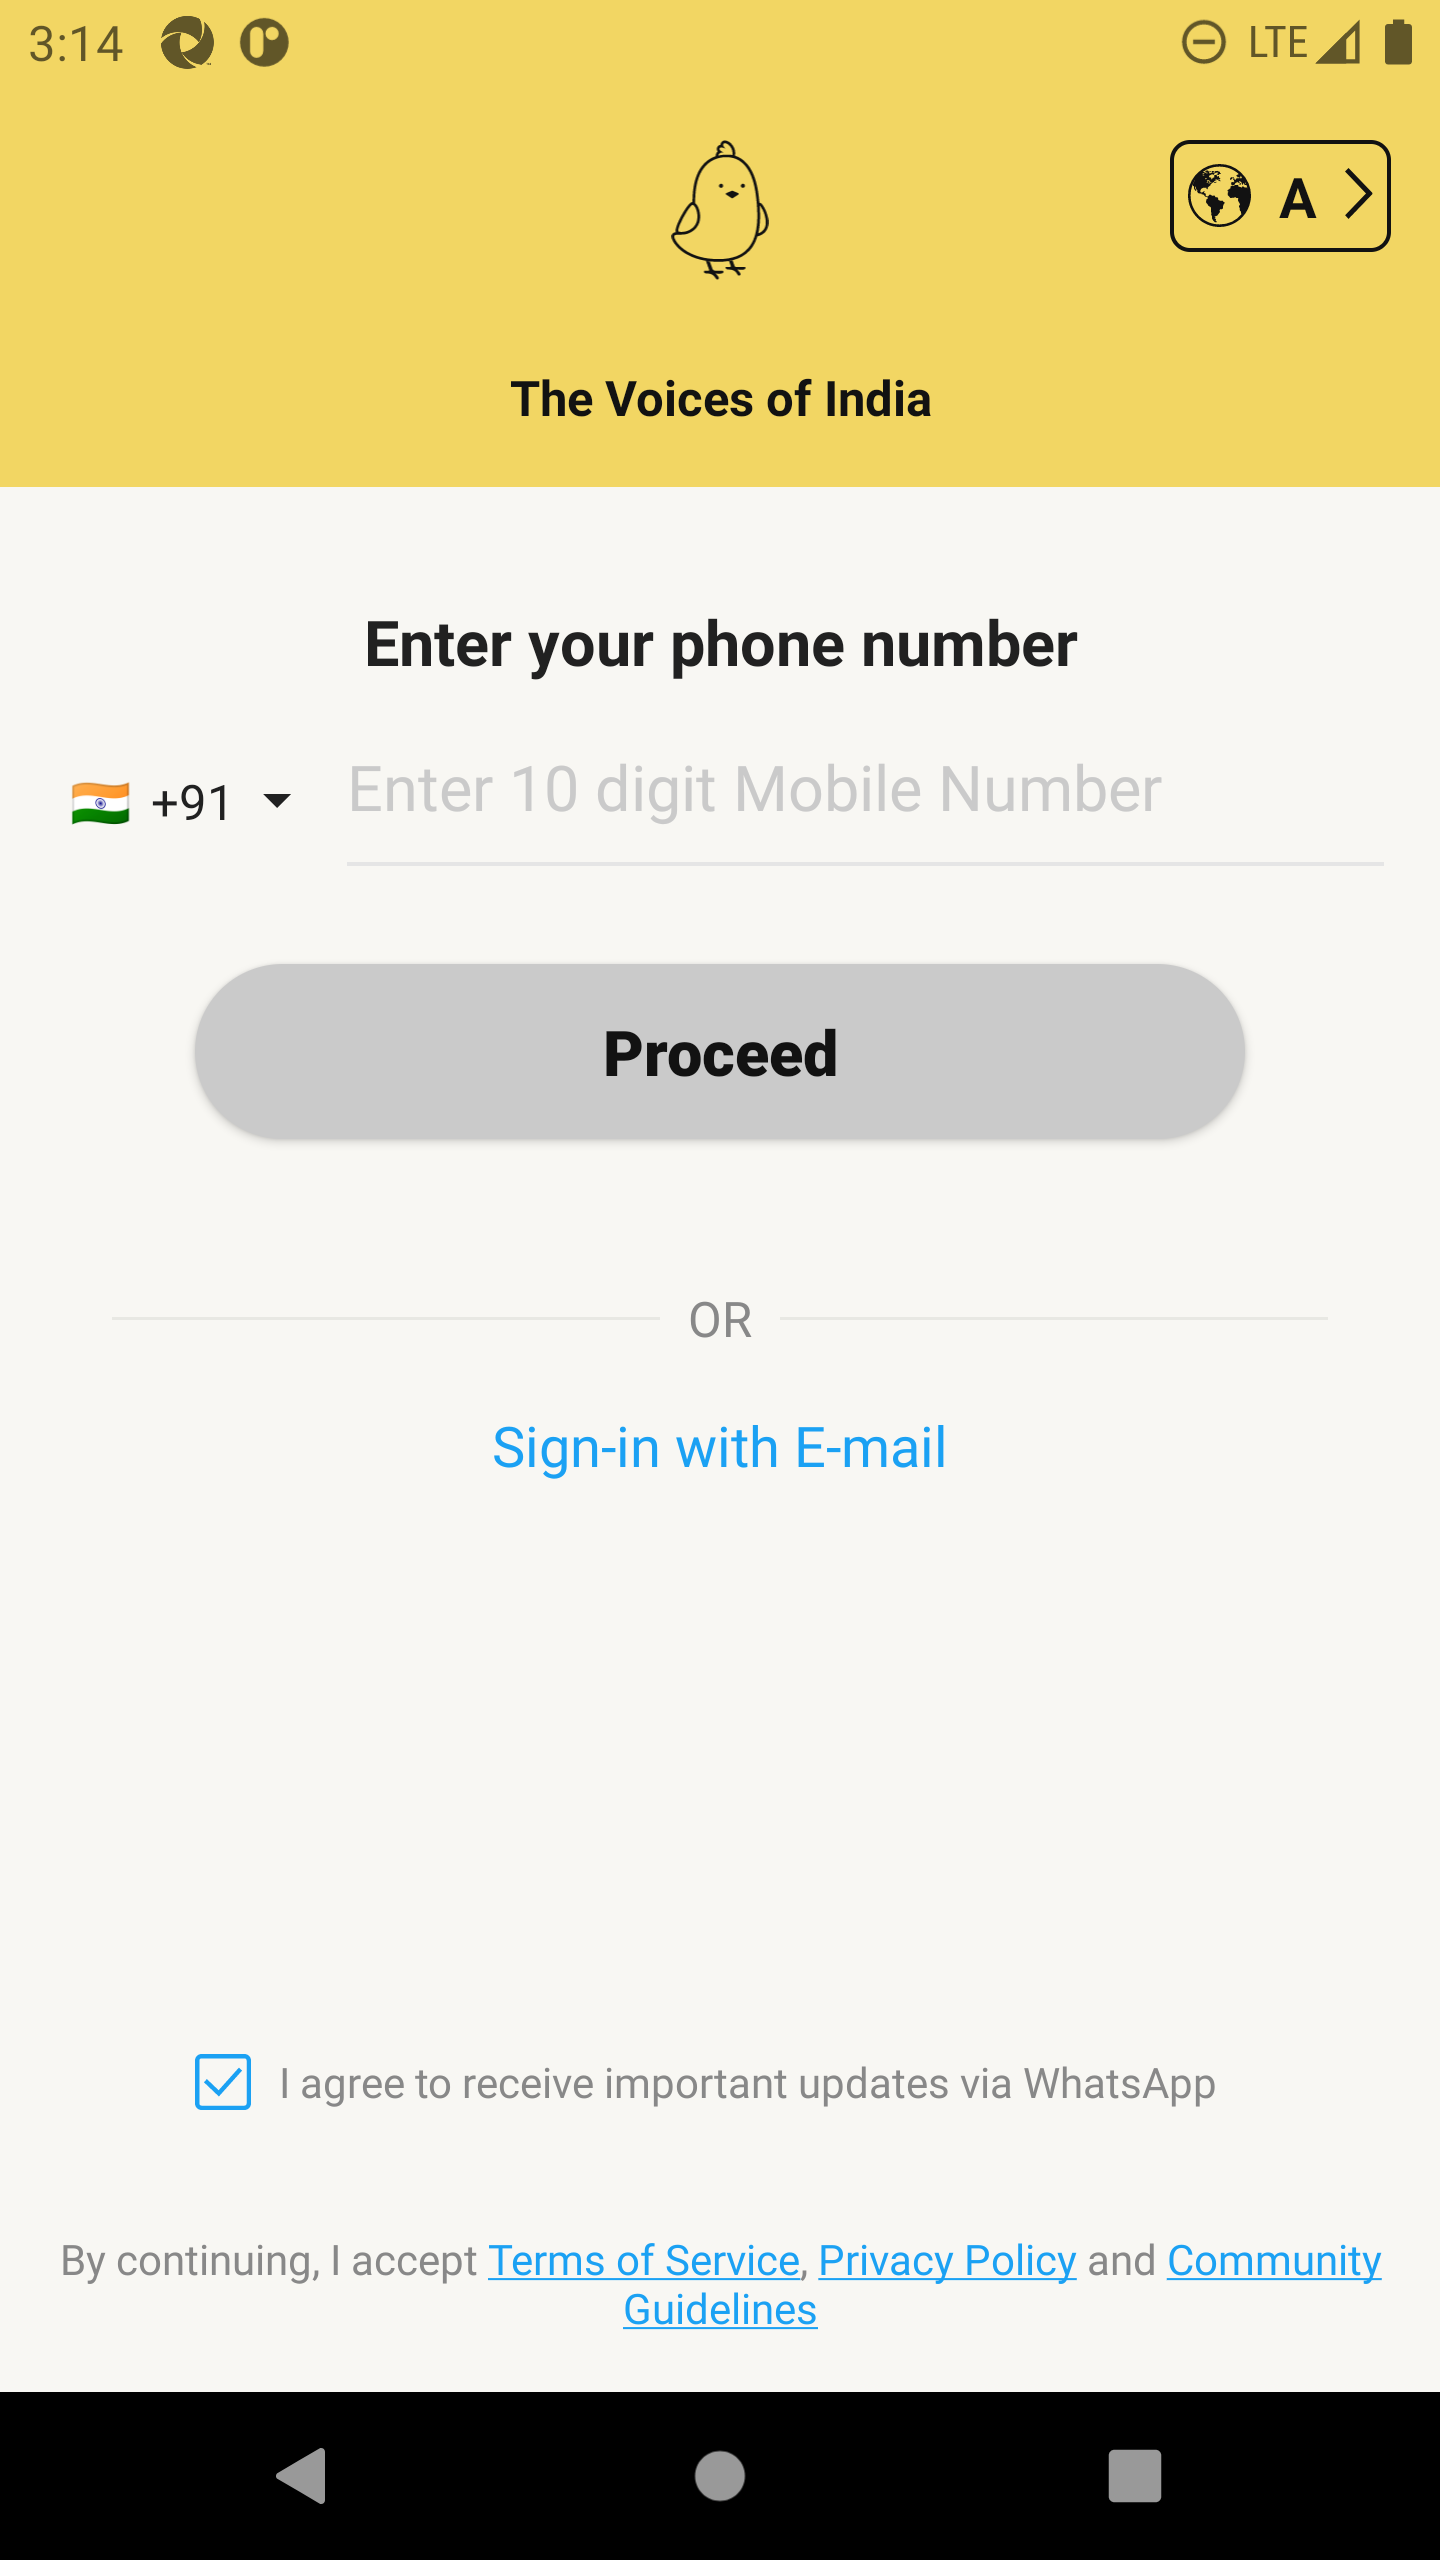 3:14
LTE
A
The Voices of India
Enter your phone number
+91
Enter 10 digit Mobile Number
Proceed
OR
Sign-in with E-mail
I agree to receive important updates via WhatsApp
By continuing, I accept Terms of Service, Privacy Policy and Community
Guidelines